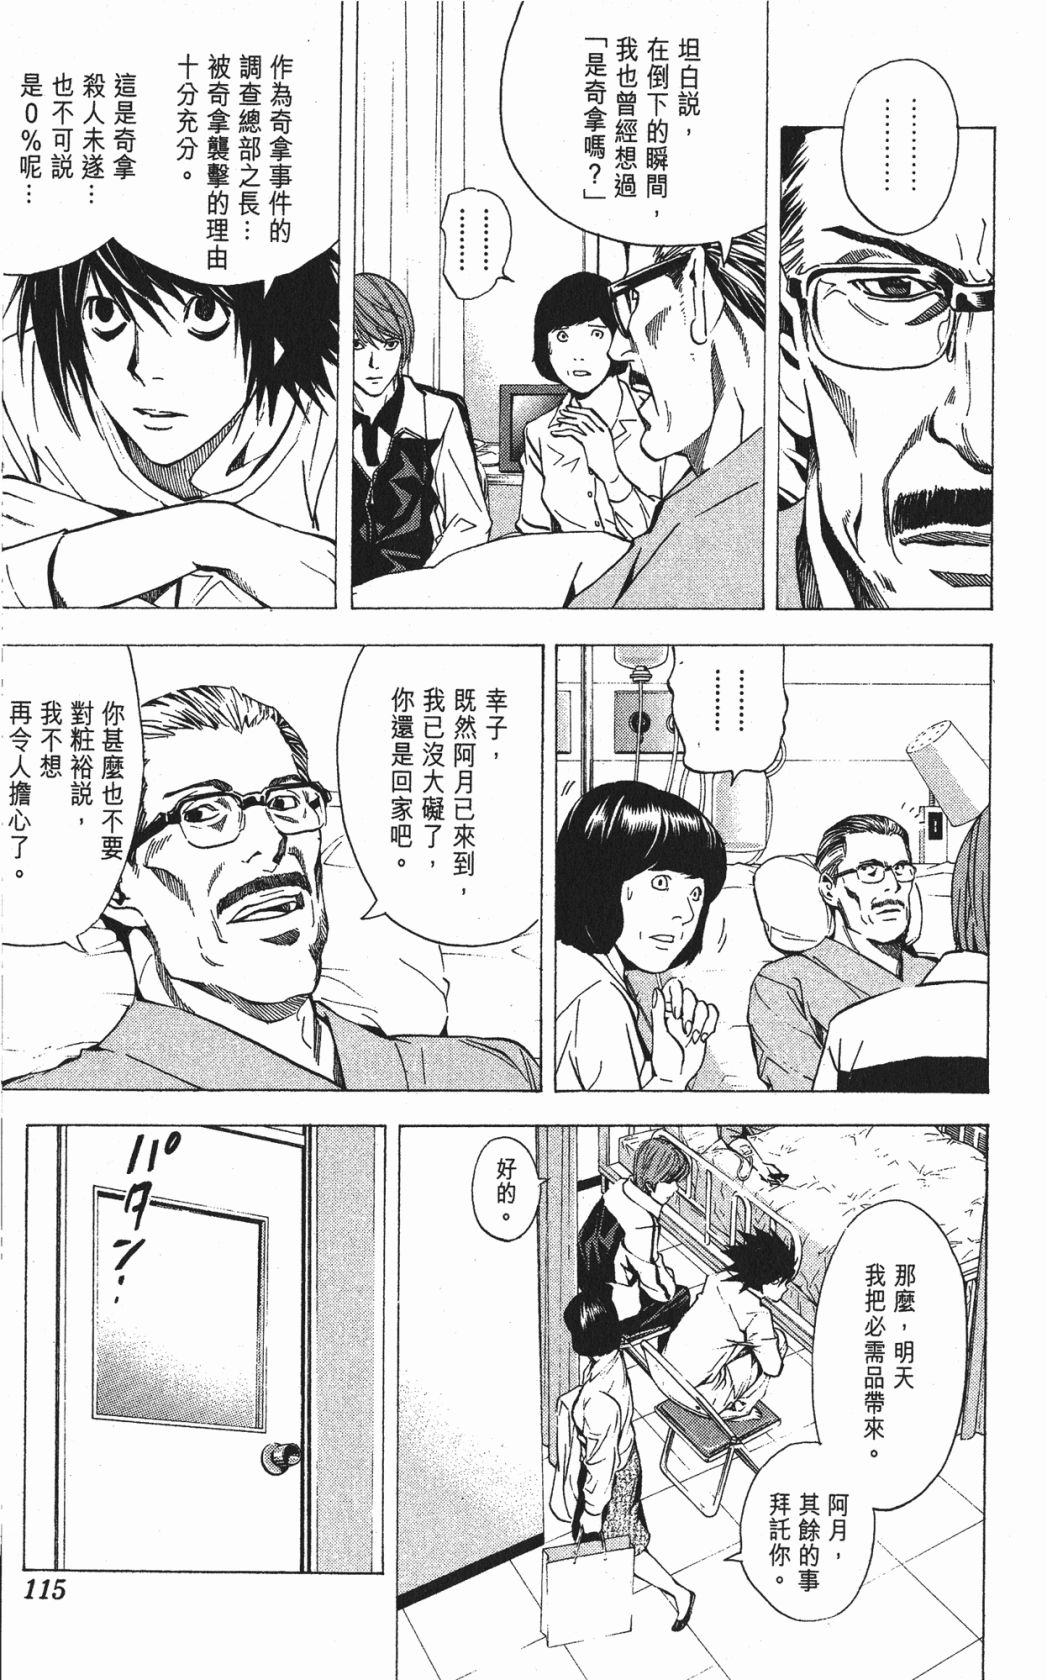 ………
………
坦白説，
在倒下的瞬間，
我也曾經想過
「是奇拿嗎？」
………
………
作為奇拿事件的
調查總部之長…
被奇拿襲擊的理由
十分充分。
這是奇拿
殺人未遂…
也不可説
是0%呢…
………
………
幸子，
既然阿月已來到，
我已沒大礙了，
你還是回家吧。
你甚麼也不要
對粧裕説，
我不想
再令人擔心了。
那麼，明天
我把必需品帶來。
阿月，
其餘的事
拜託你。
好的。
パタン…
115